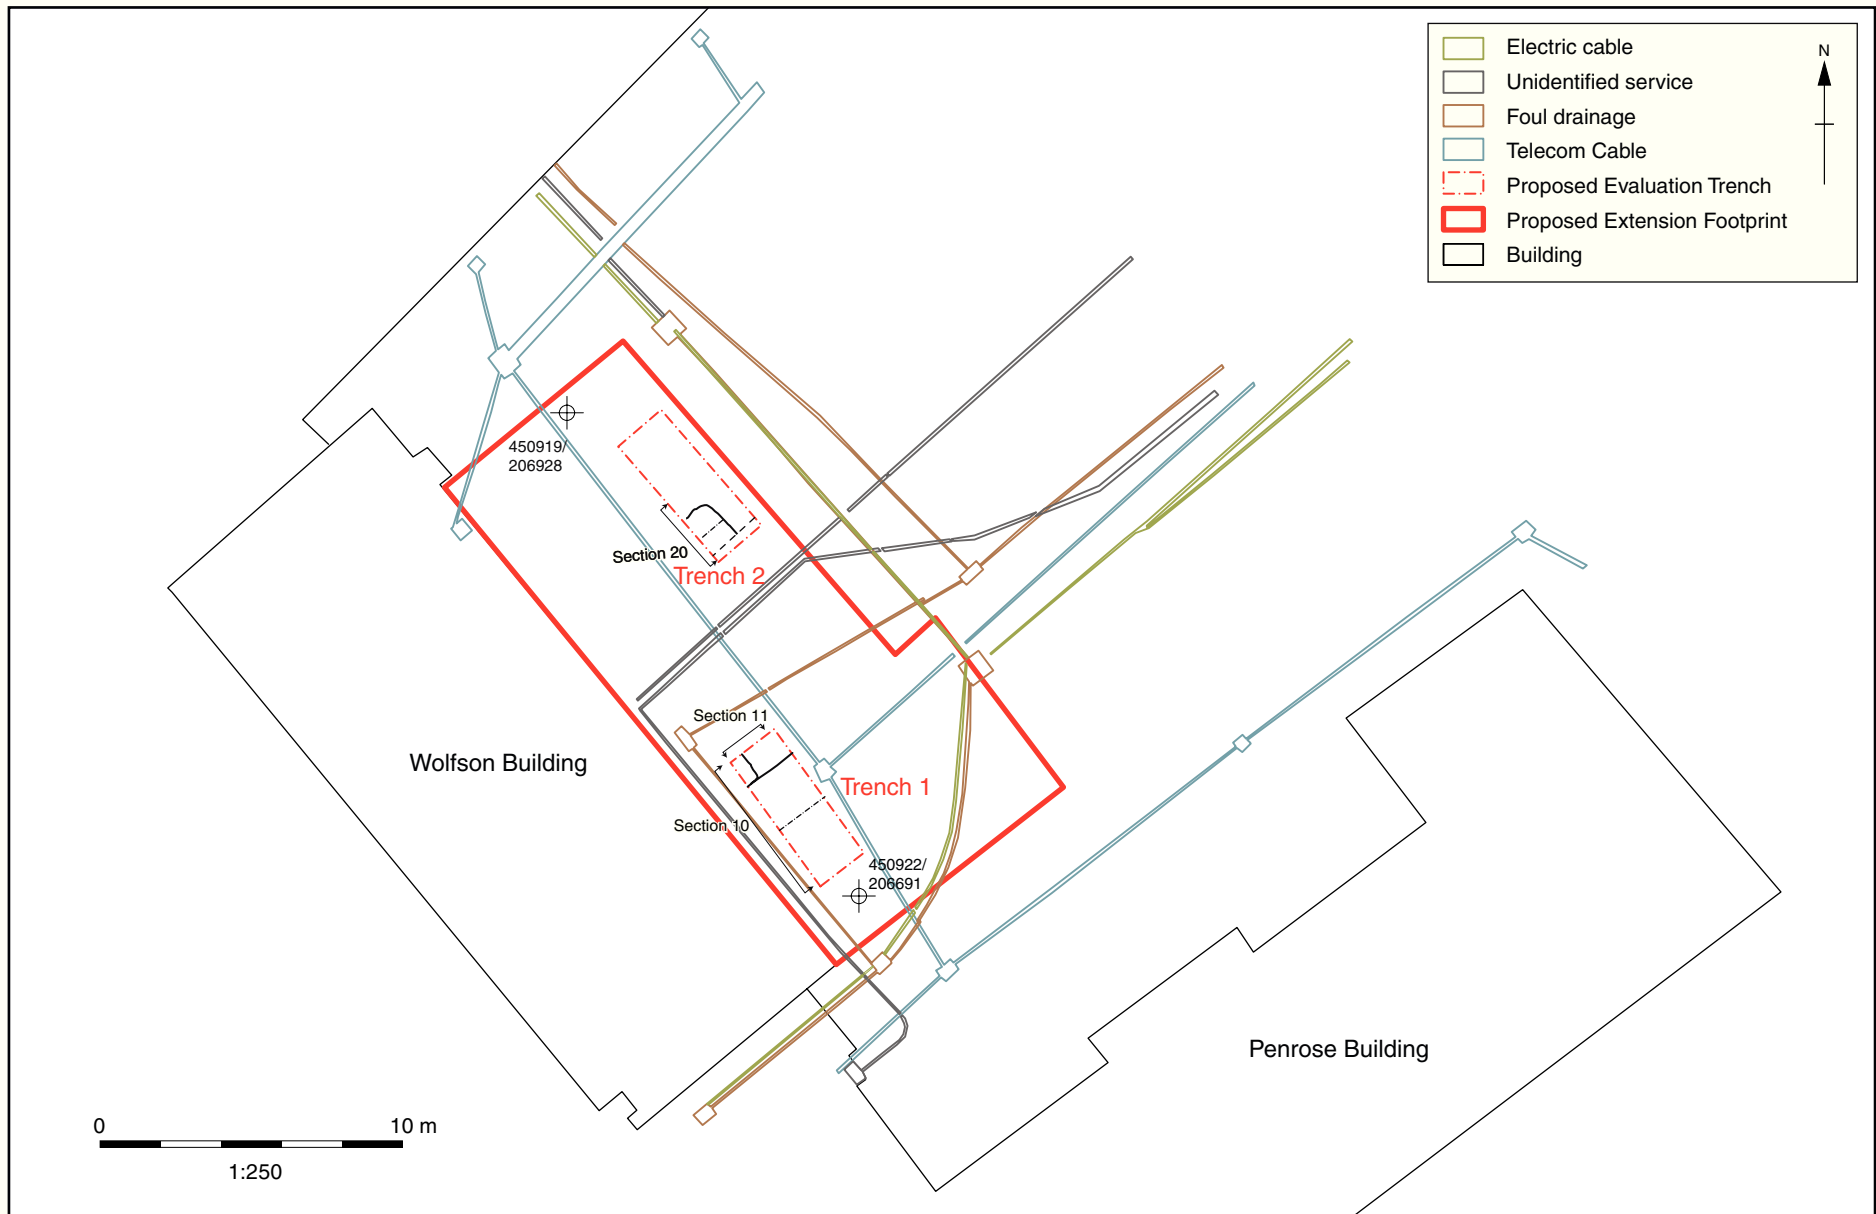 Electric cable
N
Unidentified service
Foul drainage
Telecom Cable
Proposed Evaluation Trench
Proposed Extension Footprint
Building
450919/
206928
Section 20
Trench 2
Section 11
Wolfson Building
Trench 1
Section 10
450922/
206691
Penrose Building
0 10 m
1:250